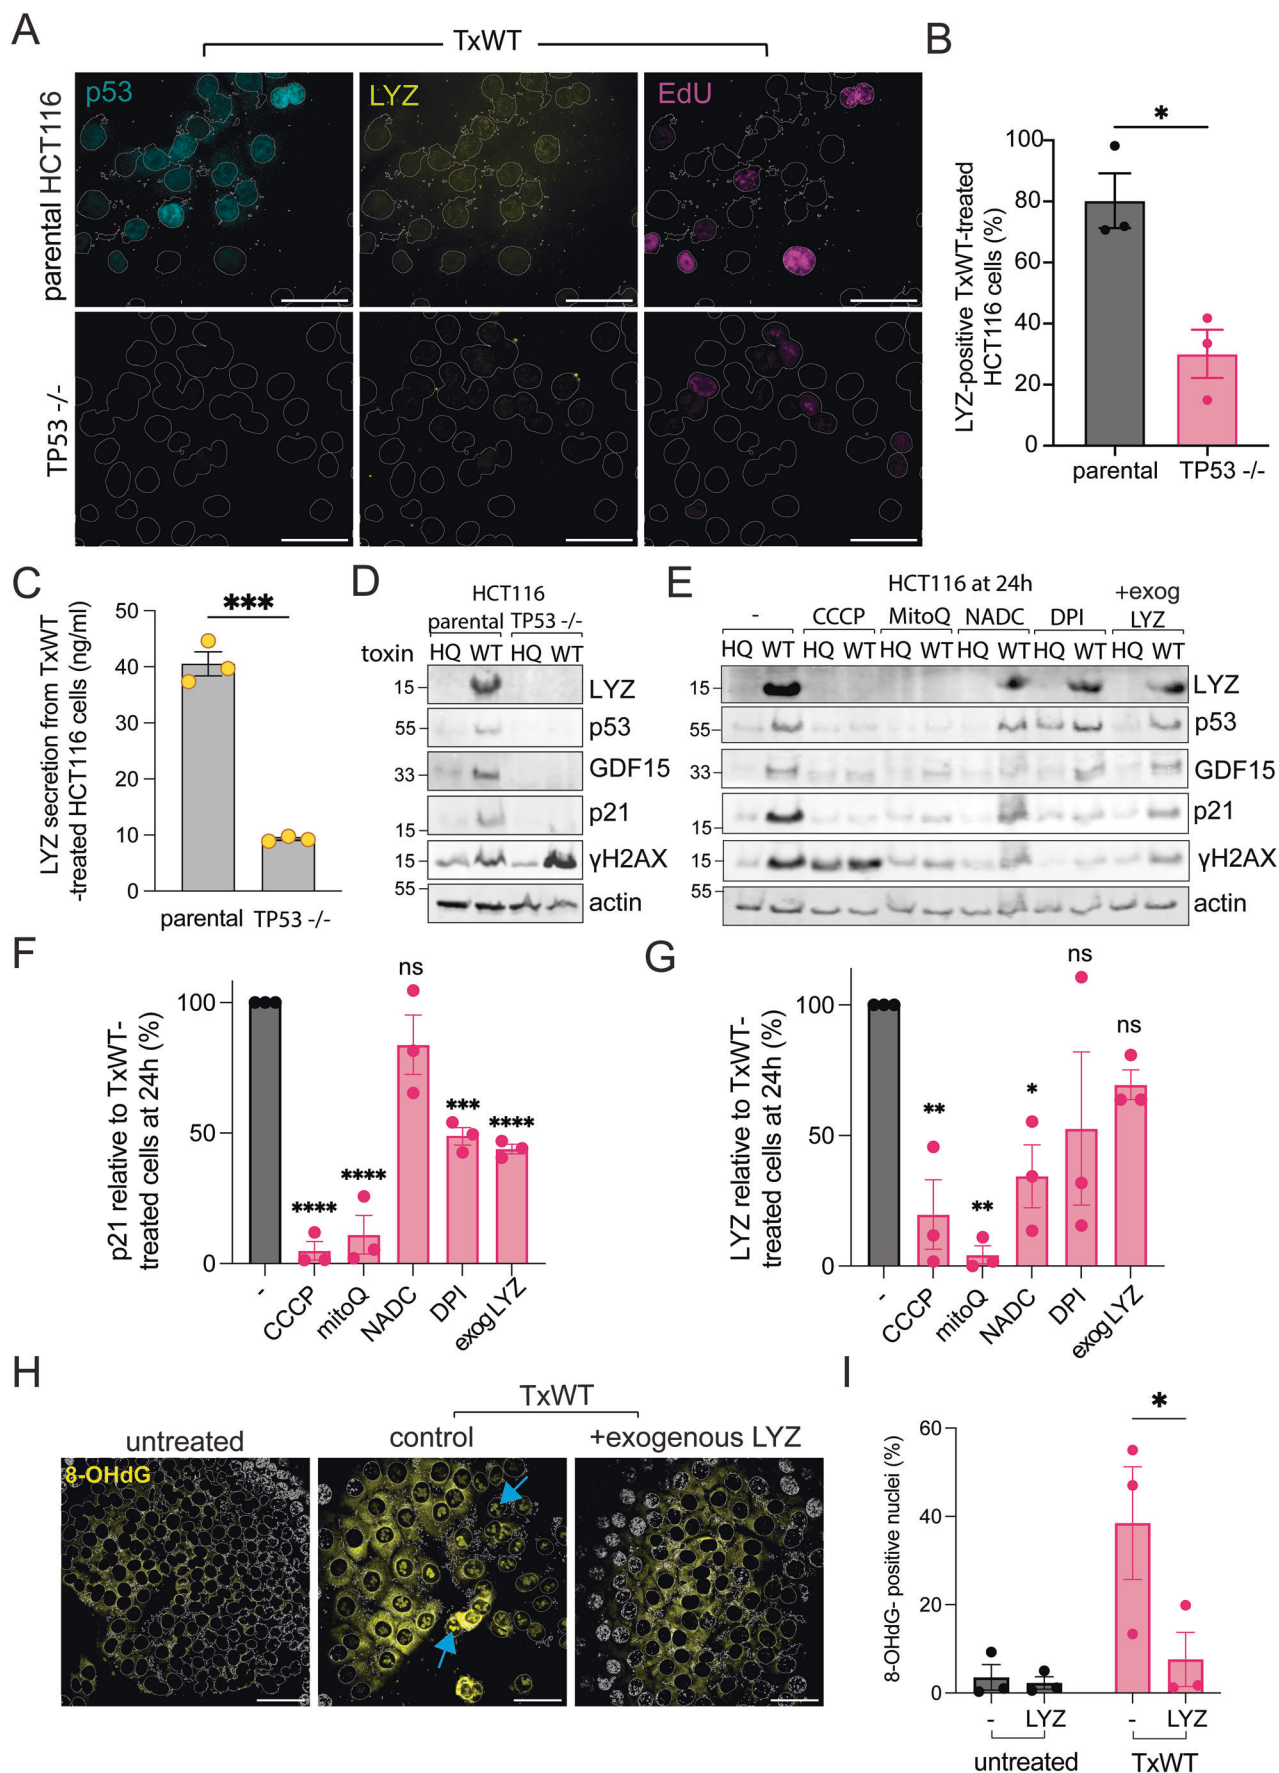 A
TxWT
parental HCT116
p53
LYZ
EdU
TP53 -/-
B
*
LYZ-positive TxWT-treated
HCT116 cells (%)
100
80
60
40
20
0
parental
TP53 -/-
C
LYZ secretion from TxWT
-treated HCT116 cells (ng/ml)
***
50
40
30
20
10
0
parental
TP53 -/-
D
HCT116
parental TP53 -/-
toxin HQ WT HQ WT
15 LYZ
55 p53
33 GDF15
15 p21
15 γH2AX
55 actin
E
HCT116 at 24h
- CCCP MitoQ NADC DPI +exog
LYZ
HQ WT HQ WT HQ WT HQ WT HQ WT HQ WT
15 LYZ
55 p53
33 GDF15
15 p21
15 γH2AX
55 actin
F
p21 relative to TxWT-
treated cells at 24h (%)
100
50
0
**** **** ns *** ****
- CCCP mitoQ NADC DPI exog LYZ
G
LYZ relative to TxWT-
treated cells at 24h (%)
100
50
0
** ** * ns ns
- CCCP mitoQ NADC DPI exog LYZ
H
TxWT
untreated control +exogenous LYZ
8-OHdG
I
8-OHdG- positive nuclei (%)
*
60
40
20
0
- LYZ - LYZ
untreated TxWT